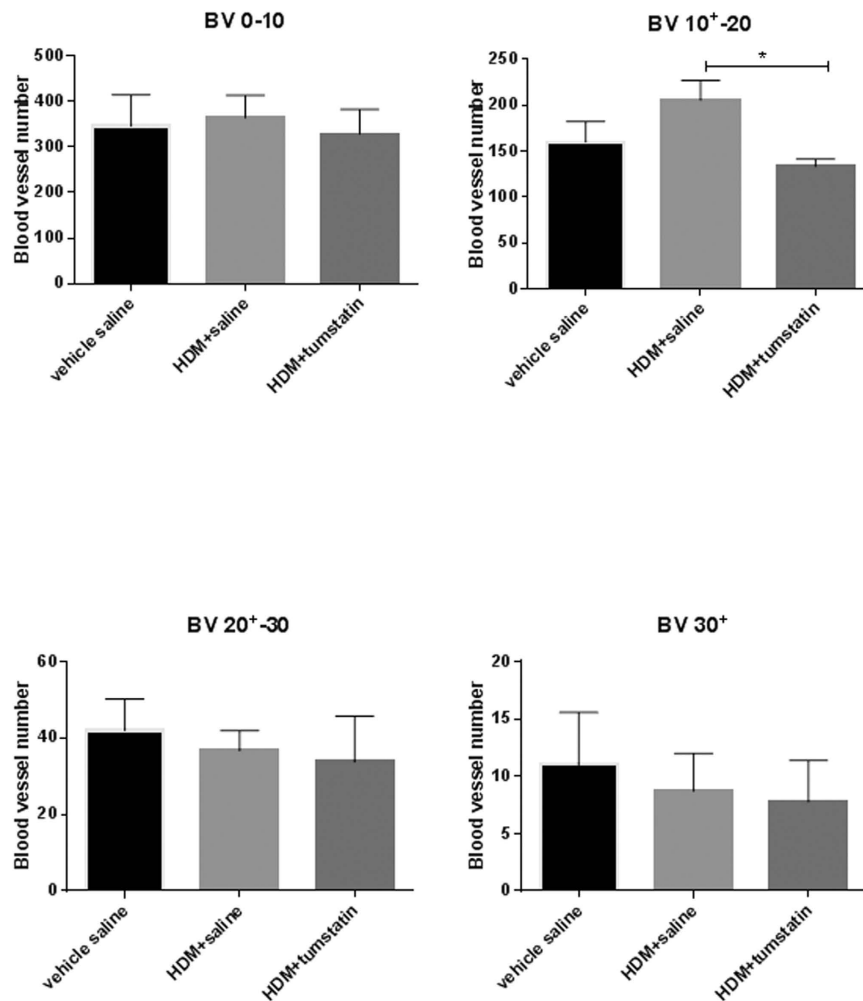 BV 0-10
Blood vessel number
500
400
300
200
100
0
vehicle saline
HDM+saline
HDM+tumstatin
BV 10⁺-20
*
Blood vessel number
250
200
150
100
50
0
vehicle saline
HDM+saline
HDM+tumstatin
BV 20⁺-30
Blood vessel number
60
40
20
0
vehicle saline
HDM+saline
HDM+tumstatin
BV 30⁺
Blood vessel number
20
15
10
5
0
vehicle saline
HDM+saline
HDM+tumstatin